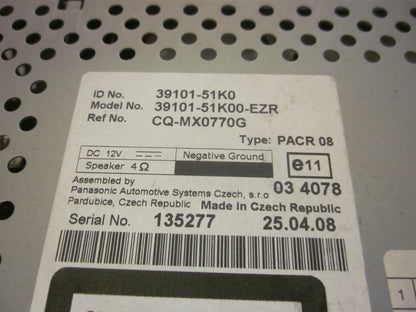 ID No. 39101-51K0
Model No. 39101-51K00-EZR
Ref No. CQ-MX0770G
Type: PACR 08
DC 12V Negative Ground
Speaker 4Ω
e11
Assembled by 03 4078
Panasonic Automotive Systems Czech, s.r.o
Pardubice, Czech Republic Made in Czech Republic
Serial No. 135277 25.04.08
1